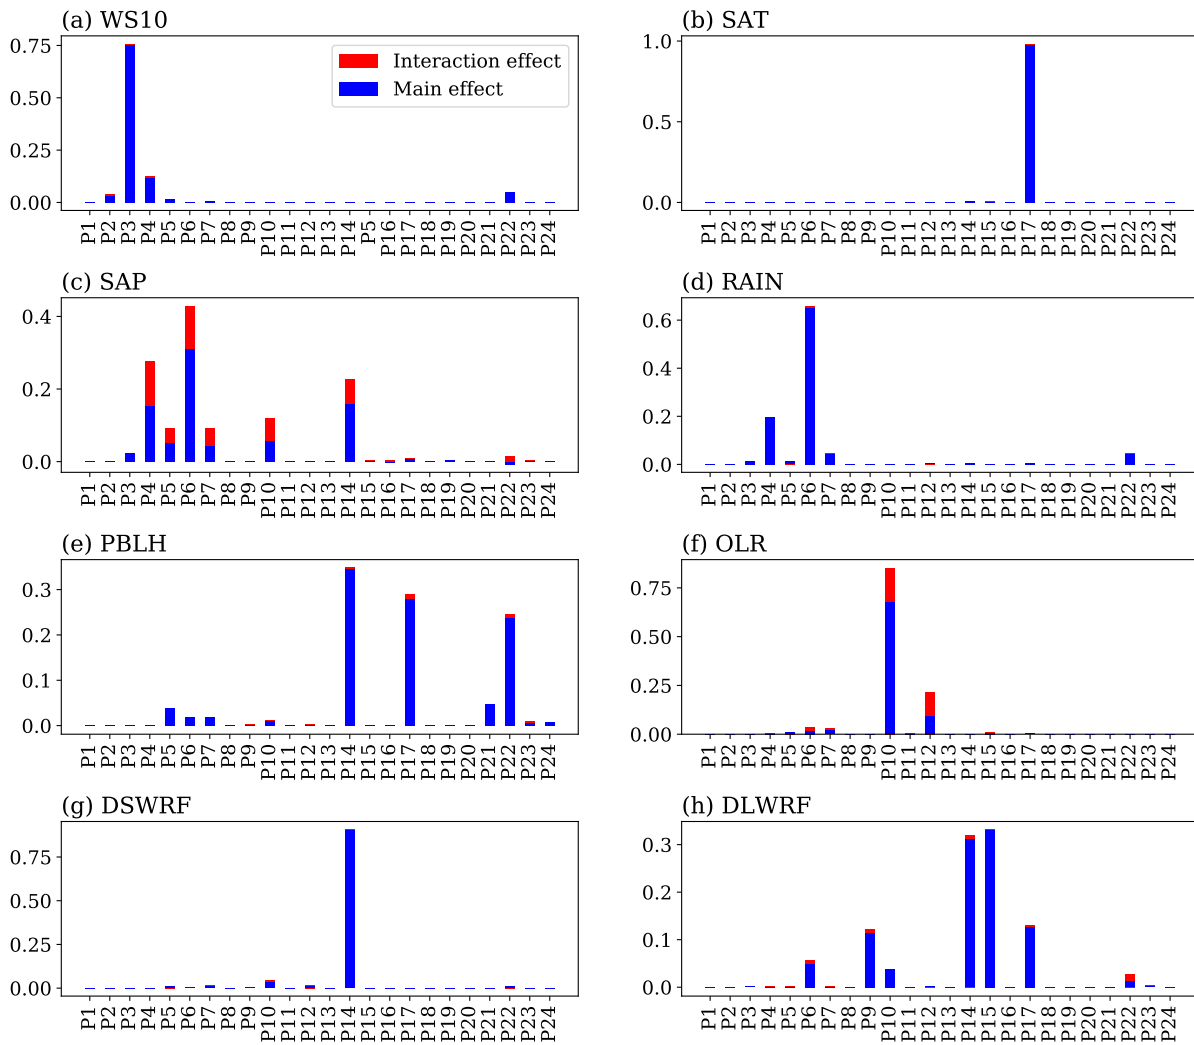 (a) WS10
0.75
0.50
0.25
0.00
Interaction effect
Main effect
P1 P2 P3 P4 P5 P6 P7 P8 P9 P10 P11 P12 P13 P14 P5 P16 P17 P18 P19 P20 P21 P22 P23 P24
(b) SAT
1.0
0.5
0.0
P1 P2 P3 P4 P5 P6 P7 P8 P9 P10 P11 P12 P13 P14 P15 P16 P17 P18 P19 P20 P21 P22 P23 P24
(c) SAP
0.4
0.2
0.0
P1 P2 P3 P4 P5 P6 P7 P8 P9 P10 P11 P12 P13 P14 P15 P16 P17 P18 P19 P20 P21 P22 P23 P24
(d) RAIN
0.6
0.4
0.2
0.0
P1 P2 P3 P4 P5 P6 P7 P8 P9 P10 P11 P12 P13 P14 P15 P16 P17 P18 P19 P20 P21 P22 P23 P24
(e) PBLH
0.3
0.2
0.1
0.0
P1 P2 P3 P4 P5 P6 P7 P8 P9 P10 P11 P12 P13 P14 P15 P16 P17 P18 P19 P20 P21 P22 P23 P24
(f) OLR
0.75
0.50
0.25
0.00
P1 P2 P3 P4 P5 P6 P7 P8 P9 P10 P11 P12 P13 P14 P15 P16 P17 P18 P19 P20 P21 P22 P23 P24
(g) DSWRF
0.75
0.50
0.25
0.00
P1 P2 P3 P4 P5 P6 P7 P8 P9 P10 P11 P12 P13 P14 P15 P16 P17 P18 P19 P20 P21 P22 P23 P24
(h) DLWRF
0.3
0.2
0.1
0.0
P1 P2 P3 P4 P5 P6 P7 P8 P9 P10 P11 P12 P13 P14 P15 P16 P17 P18 P19 P20 P21 P22 P23 P24